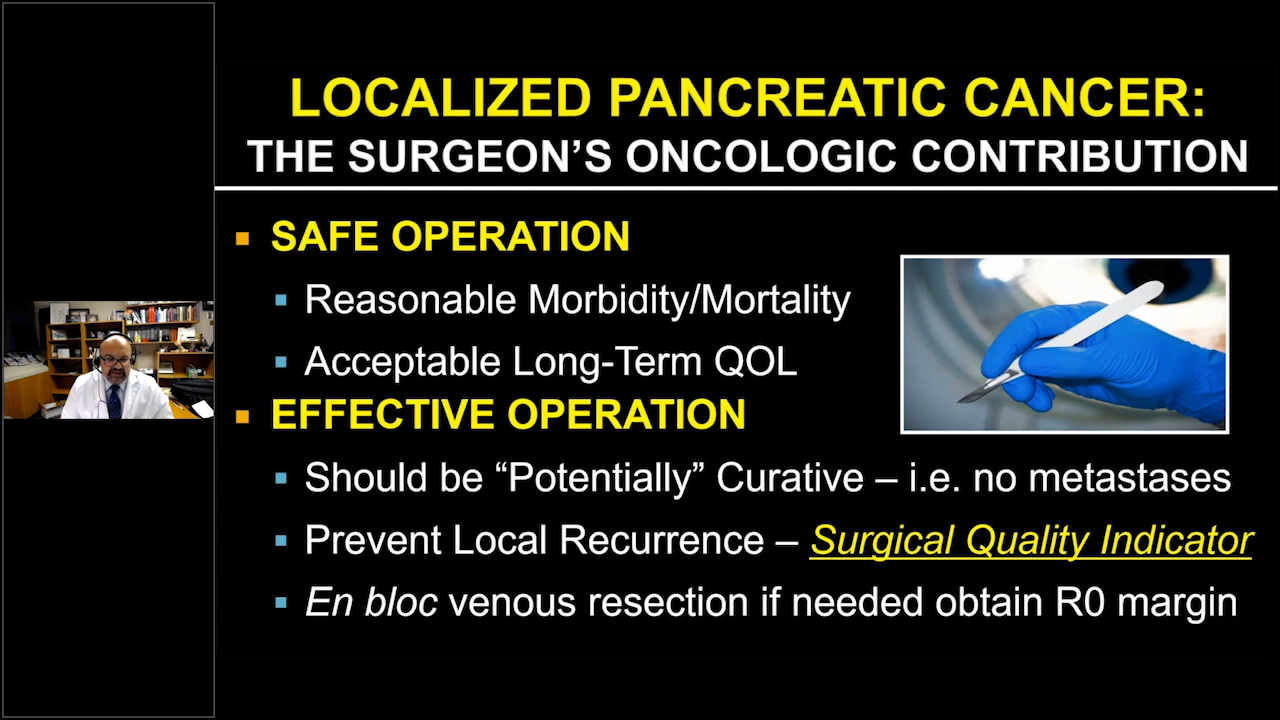 LOCALIZED PANCREATIC CANCER:
THE SURGEON’S ONCOLOGIC CONTRIBUTION
SAFE OPERATION
Reasonable Morbidity/Mortality
Acceptable Long-Term QOL
EFFECTIVE OPERATION
Should be “Potentially” Curative – i.e. no metastases
Prevent Local Recurrence – Surgical Quality Indicator
En bloc venous resection if needed obtain R0 margin